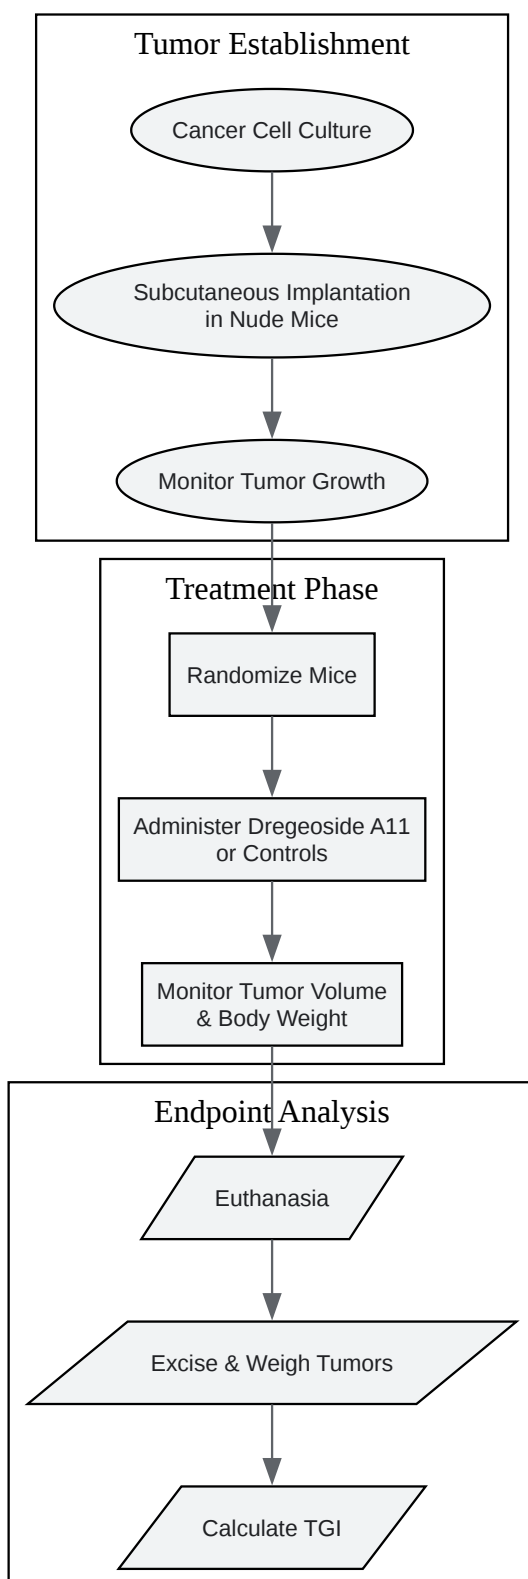 Tumor Establishment
Cancer Cell Culture
Subcutaneous Implantation
in Nude Mice
Monitor Tumor Growth
Treatment Phase
Randomize Mice
Administer Dregeoside A11
or Controls
Monitor Tumor Volume
& Body Weight
Endpoint Analysis
Euthanasia
Excise & Weigh Tumors
Calculate TGI